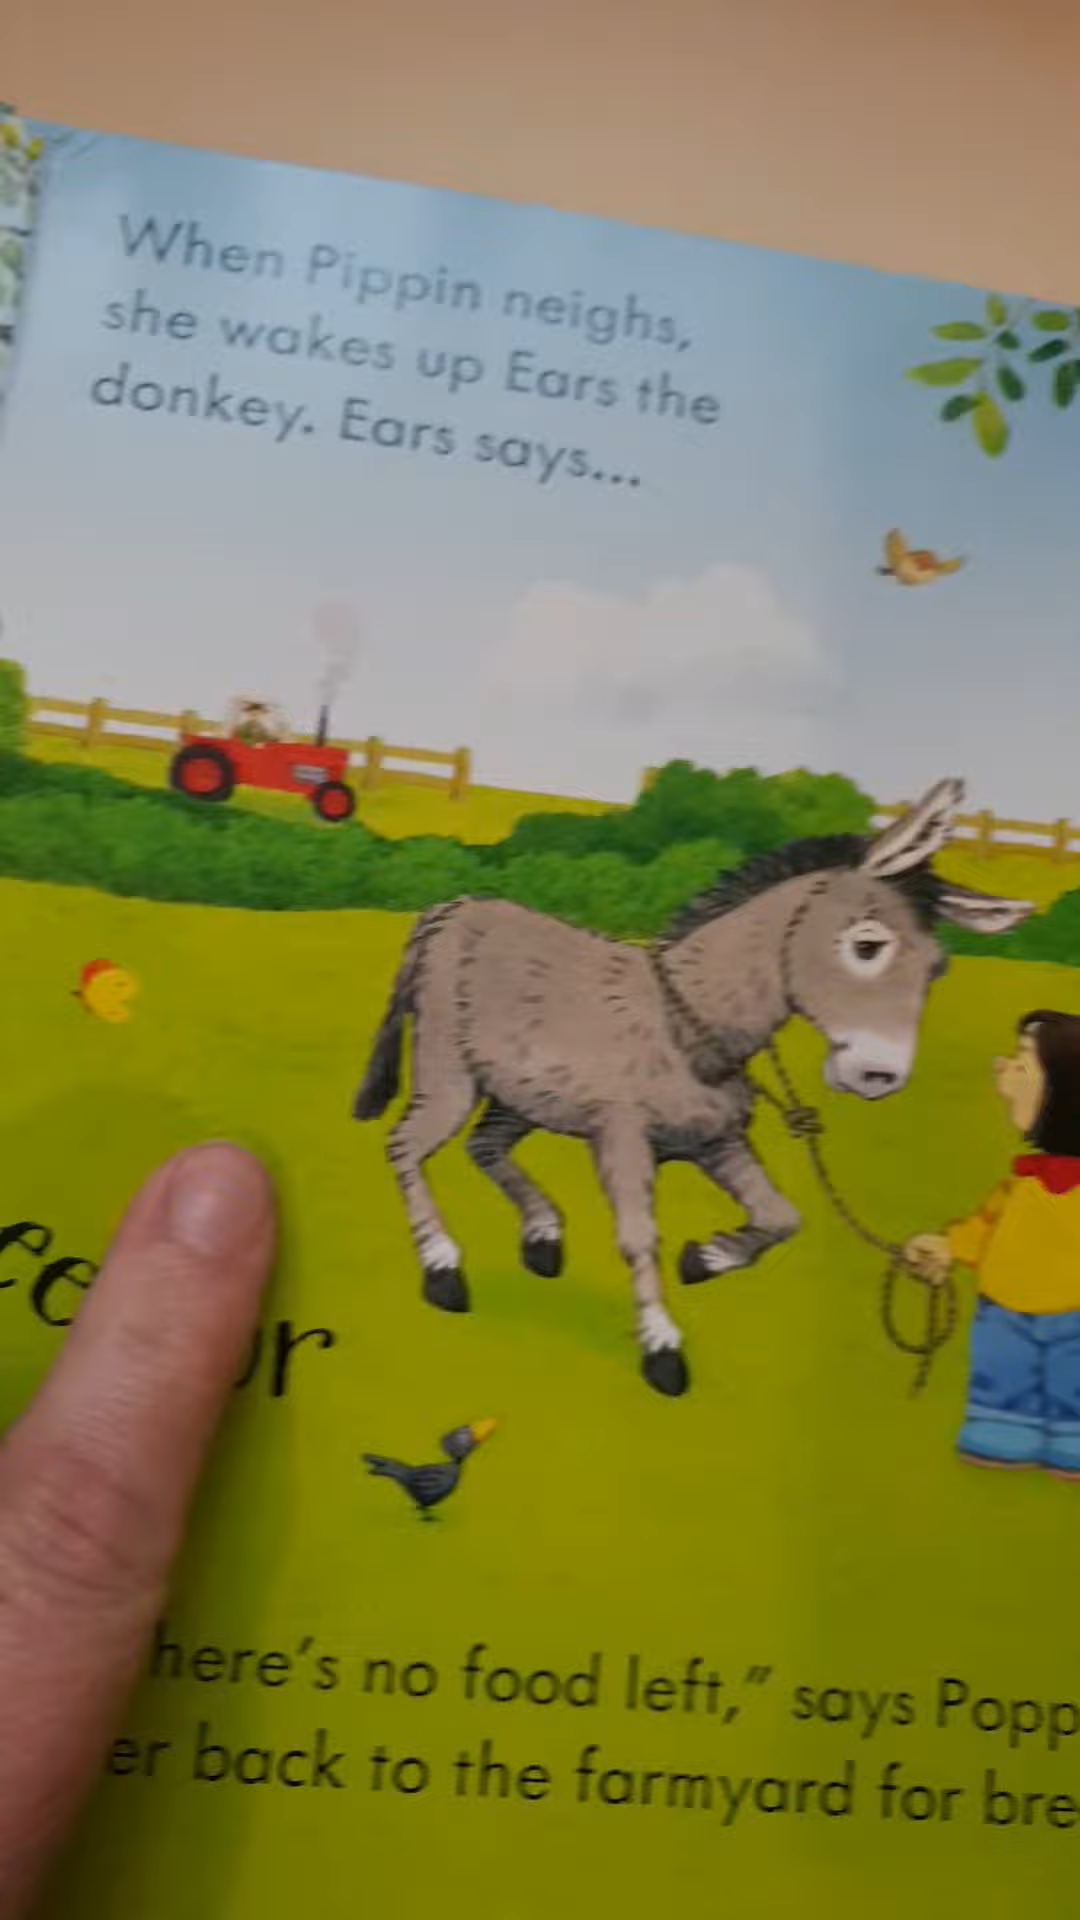 When Pippin neighs,
she wakes up Ears the
donkey. Ears says...
here's no food left," says Popp
er back to the farmyard for bre